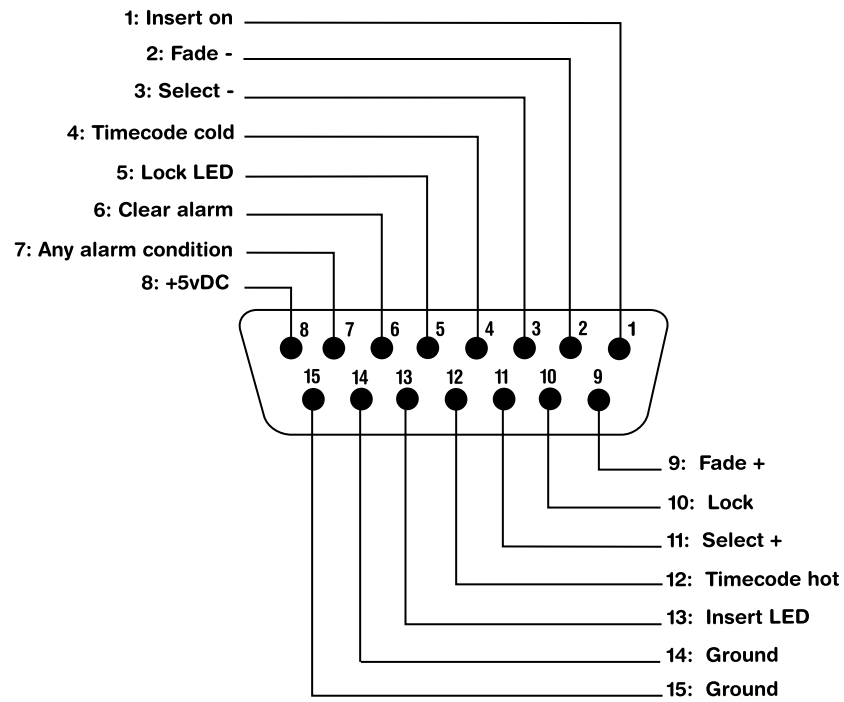 1: Insert on
2: Fade -
3: Select -
4: Timecode cold
5: Lock LED
6: Clear alarm
7: Any alarm condition
8: +5vDC
8 7 6 5 4 3 2 1
15 14 13 12 11 10 9
9: Fade +
10: Lock
11: Select +
12: Timecode hot
13: Insert LED
14: Ground
15: Ground